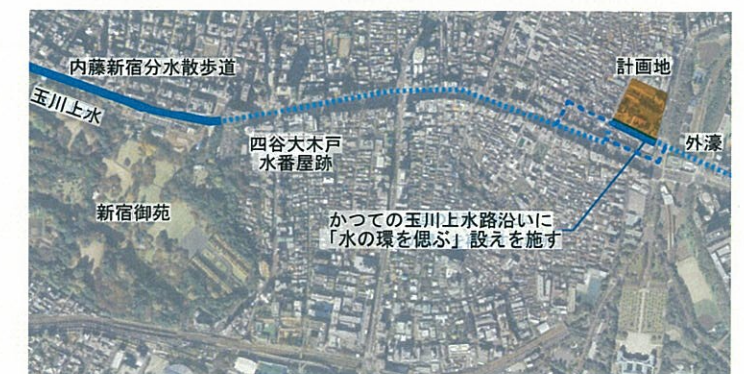 内藤新宿分水散歩道
計画地
玉川上水
四谷大木戸
水番屋跡
外濠
新宿御苑
かつての玉川上水路沿いに
「水の環を偲ぶ」設えを施す